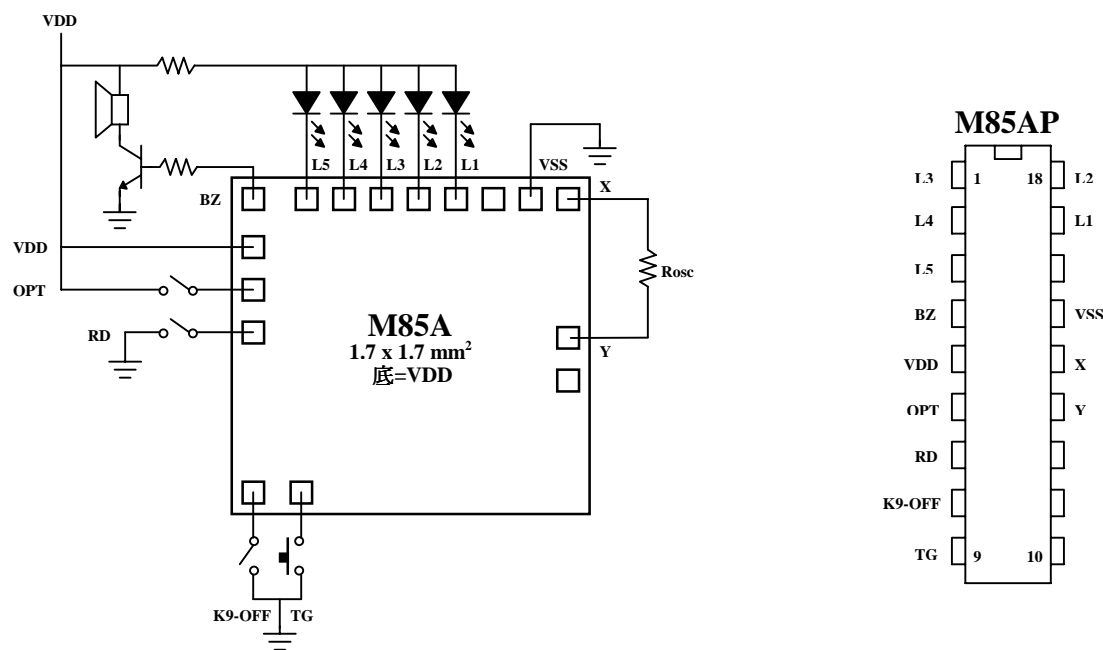 VDD
L5 L4 L3 L2 L1 VSS X
BZ
VDD
OPT
RD
Rosc
Y
M85A
1.7 x 1.7 mm²
底=VDD
K9-OFF TG
M85AP
L3 1 18 L2
L4 L1
L5
BZ VSS
VDD X
OPT Y
RD
K9-OFF
TG 9 10